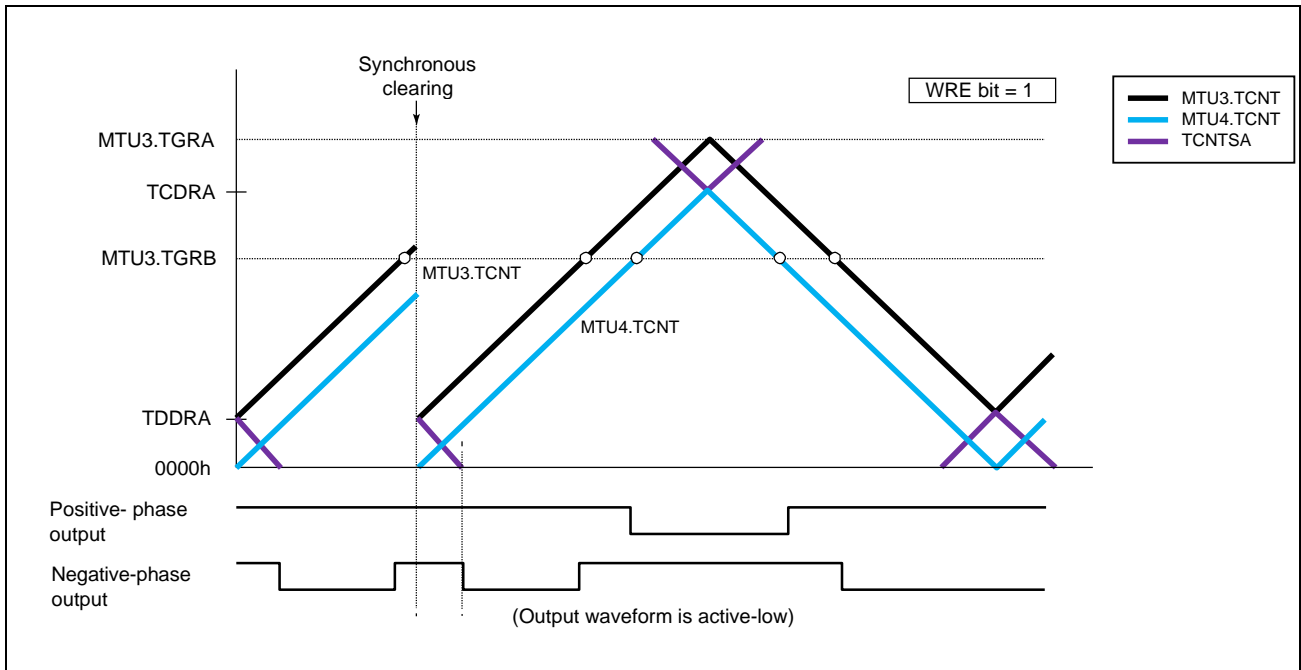 Synchronous
clearing
WRE bit = 1
MTU3.TCNT
MTU4.TCNT
TCNTSA
MTU3.TGRA
TCDRA
MTU3.TGRB
MTU3.TCNT
MTU4.TCNT
TDDRA
0000h
Positive- phase
output
Negative-phase
output
(Output waveform is active-low)